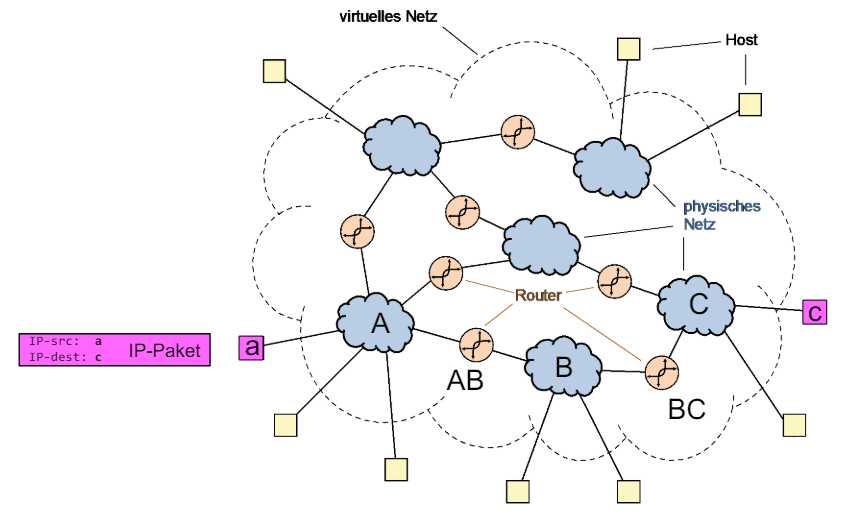 virtuelles Netz
Host
physisches
Netz
Router
A
C
c
IP-src: a
IP-dest: c
IP-Paket
a
AB
B
BC